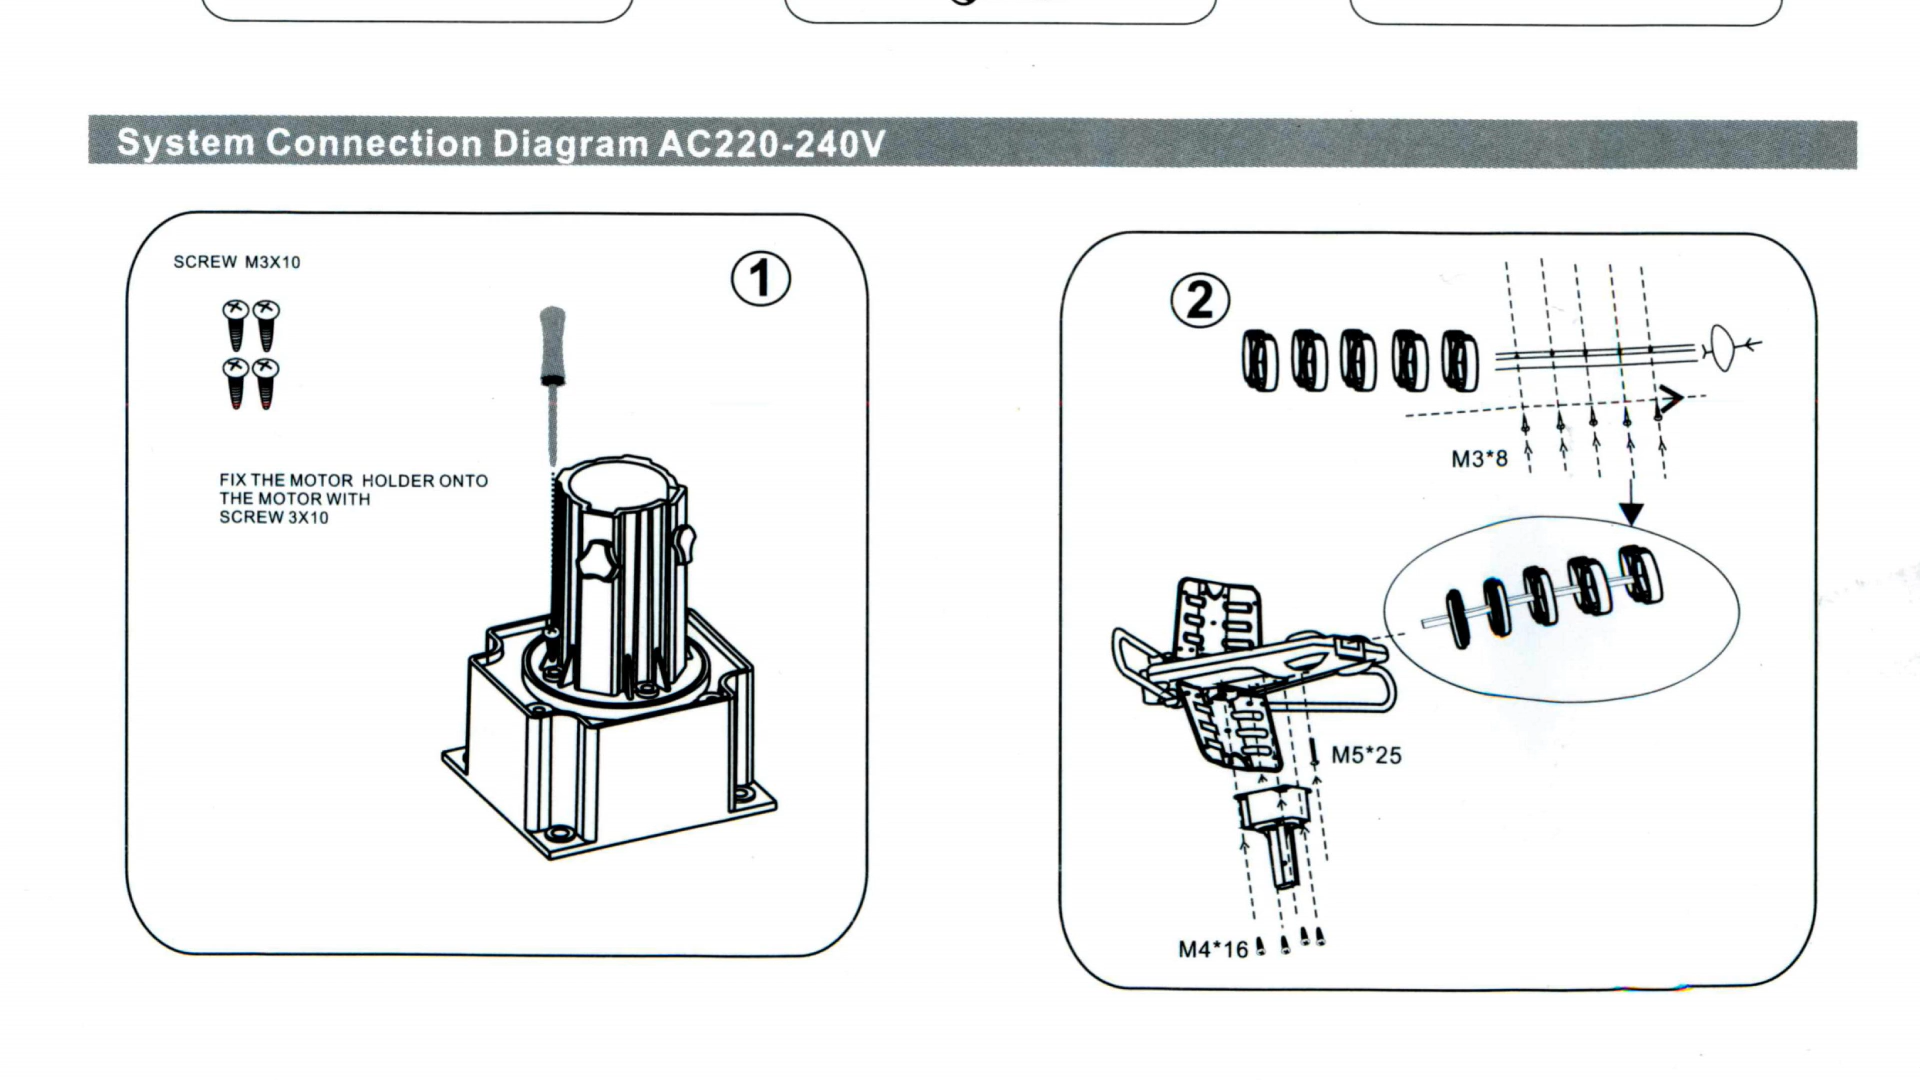 System Connection Diagram AC220-240V
SCREW M3X10
1
FIX THE MOTOR HOLDER ONTO
THE MOTOR WITH
SCREW 3X10
2
M3*8
M5*25
M4*16